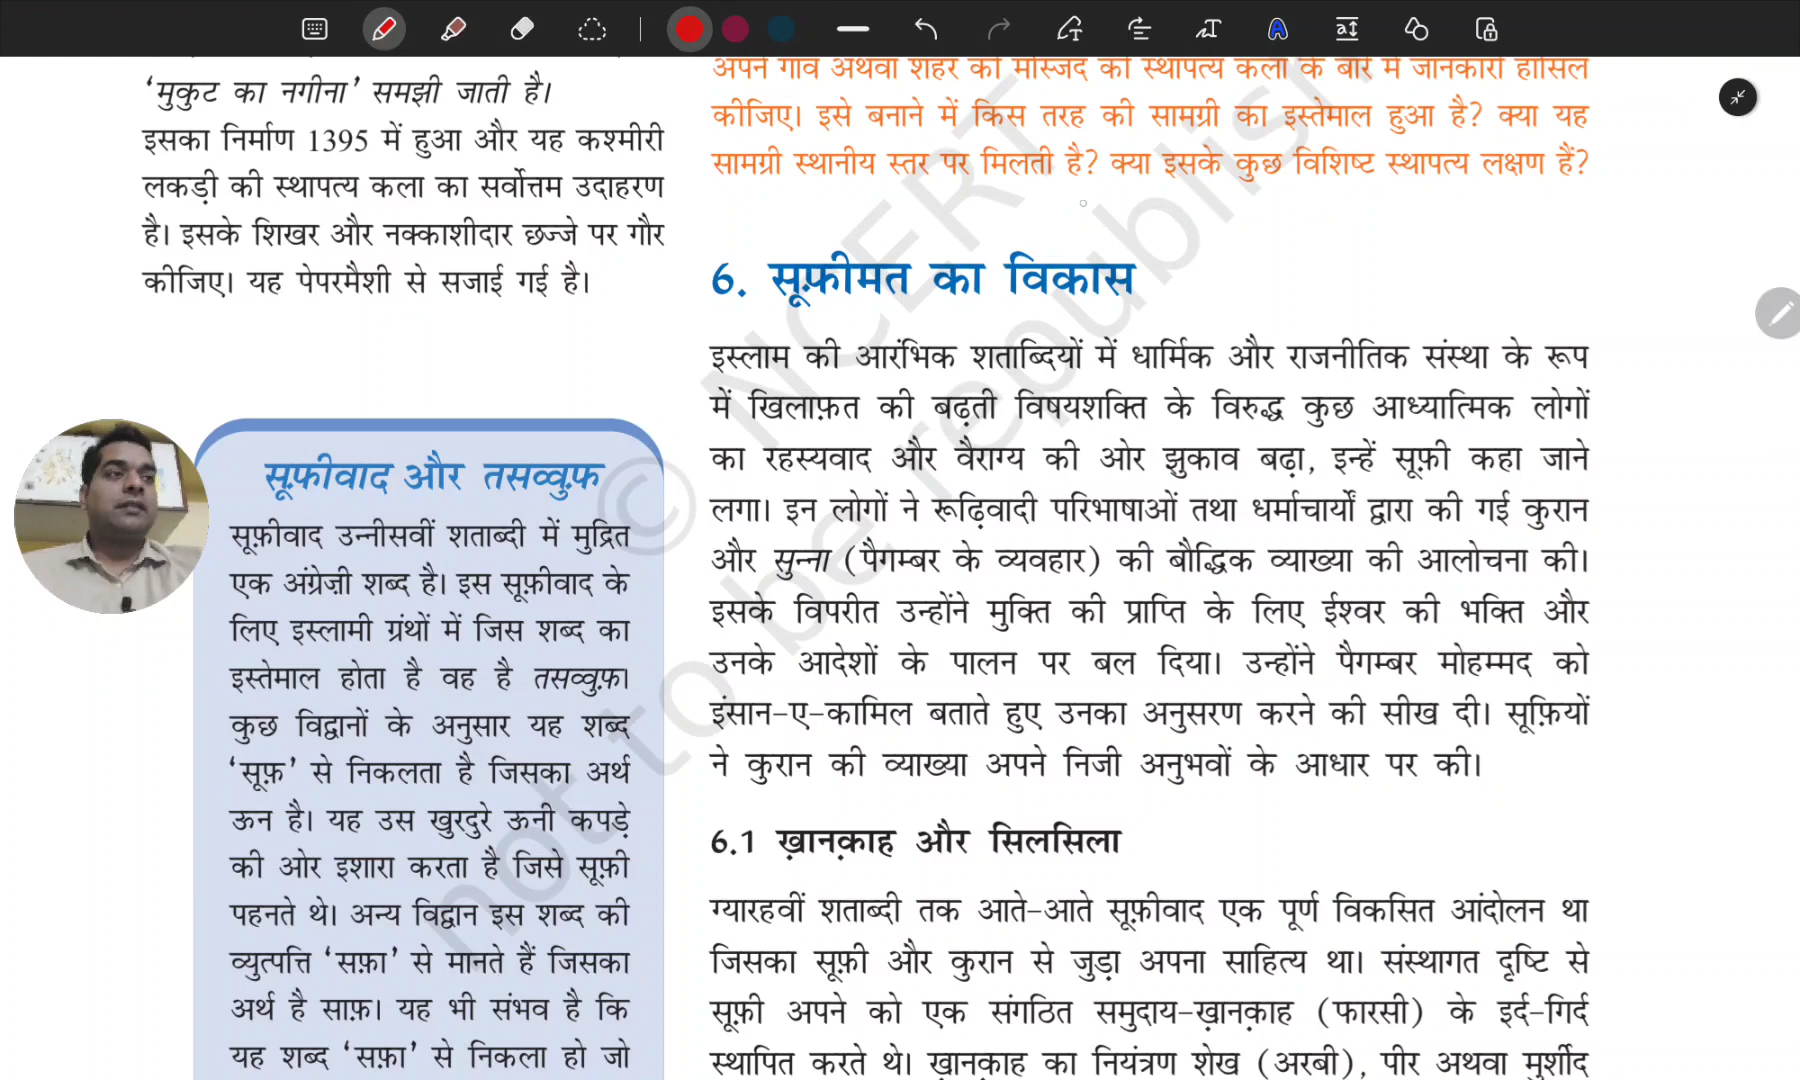 ‘मुकुट का नगीना’ समझी जाती है।
इसका निर्माण 1395 में हुआ और यह कश्मीरी
लकड़ी की स्थापत्य कला का सर्वोत्तम उदाहरण
है। इसके शिखर और नक्काशीदार छज्जे पर गौर
कीजिए। यह पेपरमैशी से सजाई गई है।
सूफ़ीवाद और तसव्वुफ़
सूफ़ीवाद उन्नीसवीं शताब्दी में मुद्रित
एक अंग्रेज़ी शब्द है। इस सूफ़ीवाद के
लिए इस्लामी ग्रंथों में जिस शब्द का
इस्तेमाल होता है वह है तसव्वुफ़।
कुछ विद्वानों के अनुसार यह शब्द
‘सूफ़’ से निकलता है जिसका अर्थ
ऊन है। यह उस खुरदुरे ऊनी कपड़े
की ओर इशारा करता है जिसे सूफ़ी
पहनते थे। अन्य विद्वान इस शब्द की
व्युत्पत्ति ‘सफ़ा’ से मानते हैं जिसका
अर्थ है साफ़। यह भी संभव है कि
यह शब्द ‘सफ़ा’ से निकला हो जो
अपने गाँव अथवा शहर की मस्जिद की स्थापत्य कला के बारे में जानकारी हासिल
कीजिए। इसे बनाने में किस तरह की सामग्री का इस्तेमाल हुआ है? क्या यह
सामग्री स्थानीय स्तर पर मिलती है? क्या इसके कुछ विशिष्ट स्थापत्य लक्षण हैं?
6. सूफ़ीमत का विकास
इस्लाम की आरंभिक शताब्दियों में धार्मिक और राजनीतिक संस्था के रूप
में खिलाफ़त की बढ़ती विषयशक्ति के विरुद्ध कुछ आध्यात्मिक लोगों
का रहस्यवाद और वैराग्य की ओर झुकाव बढ़ा, इन्हें सूफ़ी कहा जाने
लगा। इन लोगों ने रूढ़िवादी परिभाषाओं तथा धर्माचार्यों द्वारा की गई कुरान
और सुन्ना (पैगम्बर के व्यवहार) की बौद्धिक व्याख्या की आलोचना की।
इसके विपरीत उन्होंने मुक्ति की प्राप्ति के लिए ईश्वर की भक्ति और
उनके आदेशों के पालन पर बल दिया। उन्होंने पैगम्बर मोहम्मद को
इंसान-ए-कामिल बताते हुए उनका अनुसरण करने की सीख दी। सूफ़ियों
ने कुरान की व्याख्या अपने निजी अनुभवों के आधार पर की।
6.1 ख़ानक़ाह और सिलसिला
ग्यारहवीं शताब्दी तक आते-आते सूफ़ीवाद एक पूर्ण विकसित आंदोलन था
जिसका सूफ़ी और कुरान से जुड़ा अपना साहित्य था। संस्थागत दृष्टि से
सूफ़ी अपने को एक संगठित समुदाय-ख़ानक़ाह (फारसी) के इर्द-गिर्द
स्थापित करते थे। ख़ानक़ाह का नियंत्रण शेख (अरबी), पीर अथवा मुर्शीद
© NCERT
not to be republish